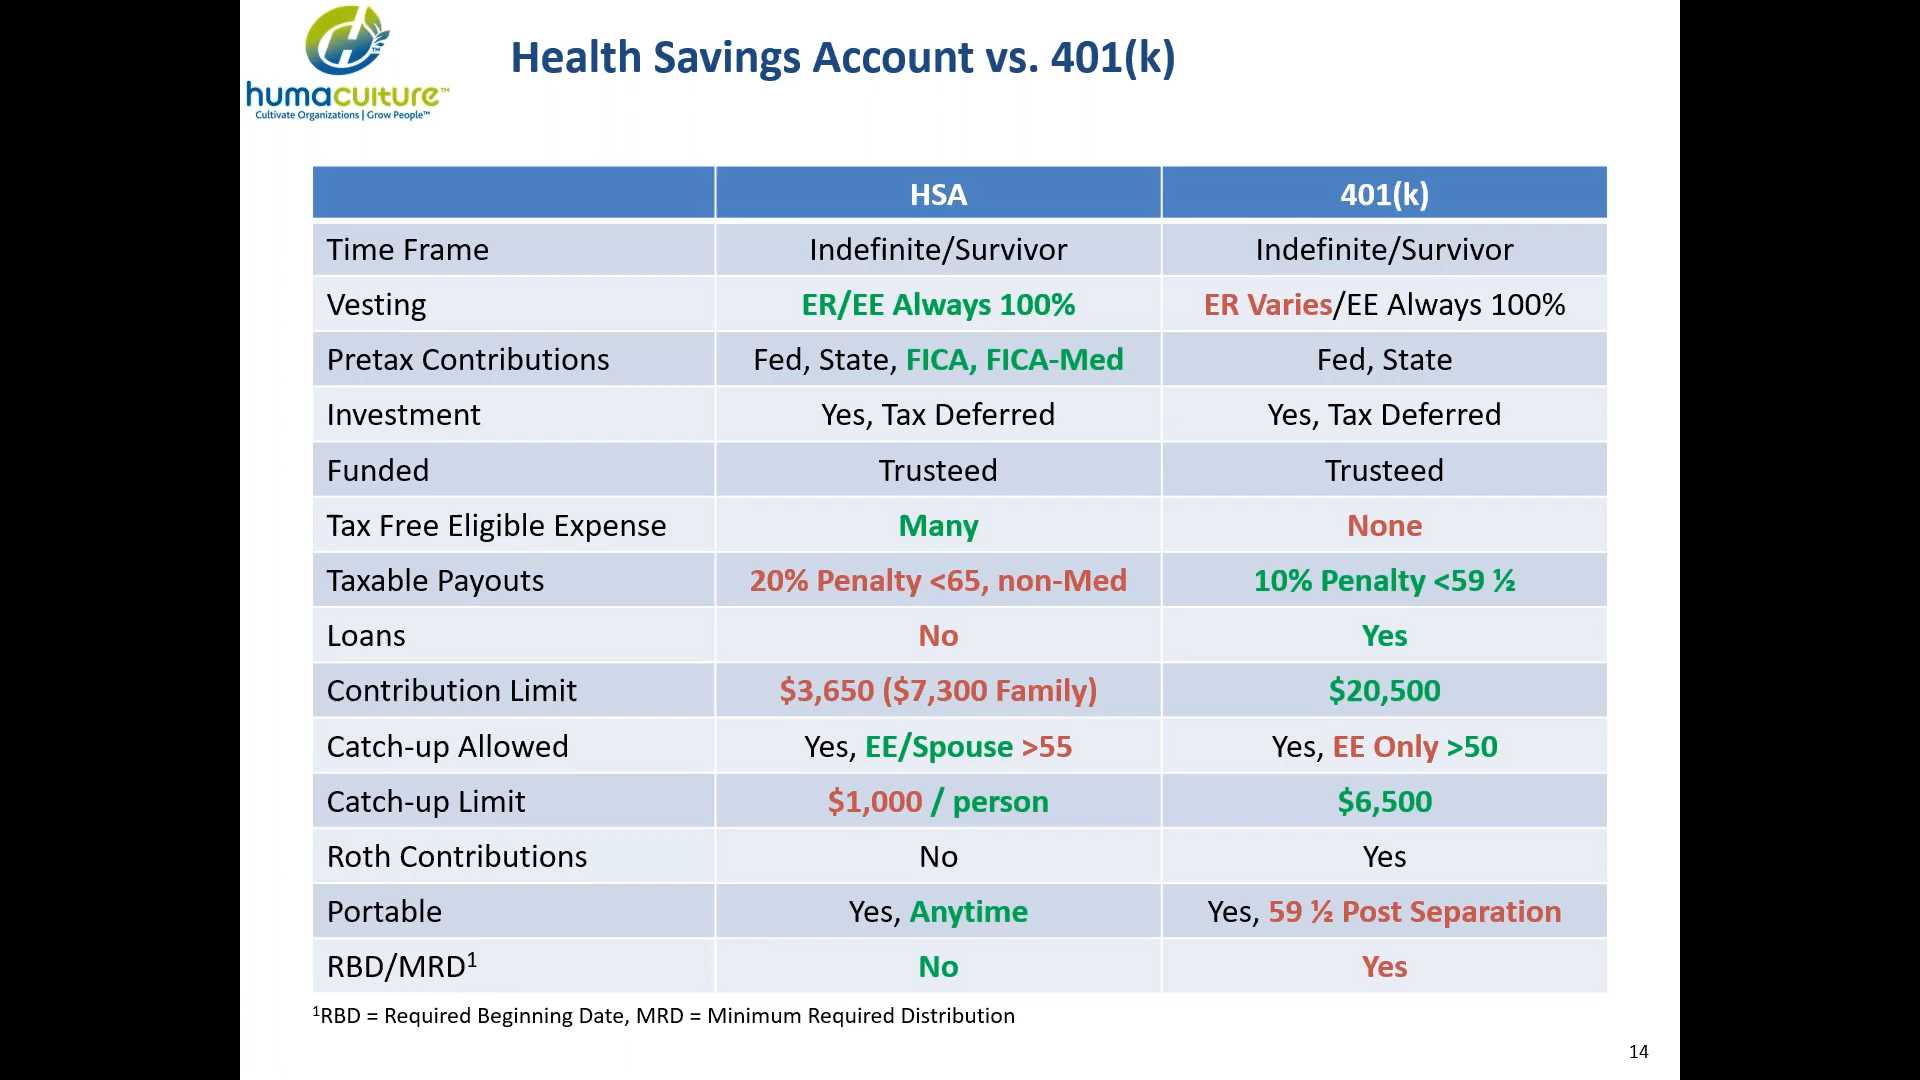 humaculture™
Cultivate Organizations | Grow People™
Health Savings Account vs. 401(k)
HSA 401(k)
Time Frame Indefinite/Survivor Indefinite/Survivor
Vesting ER/EE Always 100% ER Varies/EE Always 100%
Pretax Contributions Fed, State, FICA, FICA-Med Fed, State
Investment Yes, Tax Deferred Yes, Tax Deferred
Funded Trusteed Trusteed
Tax Free Eligible Expense Many None
Taxable Payouts 20% Penalty <65, non-Med 10% Penalty <59 ½
Loans No Yes
Contribution Limit $3,650 ($7,300 Family) $20,500
Catch-up Allowed Yes, EE/Spouse >55 Yes, EE Only >50
Catch-up Limit $1,000 / person $6,500
Roth Contributions No Yes
Portable Yes, Anytime Yes, 59 ½ Post Separation
RBD/MRD¹ No Yes
¹RBD = Required Beginning Date, MRD = Minimum Required Distribution
14